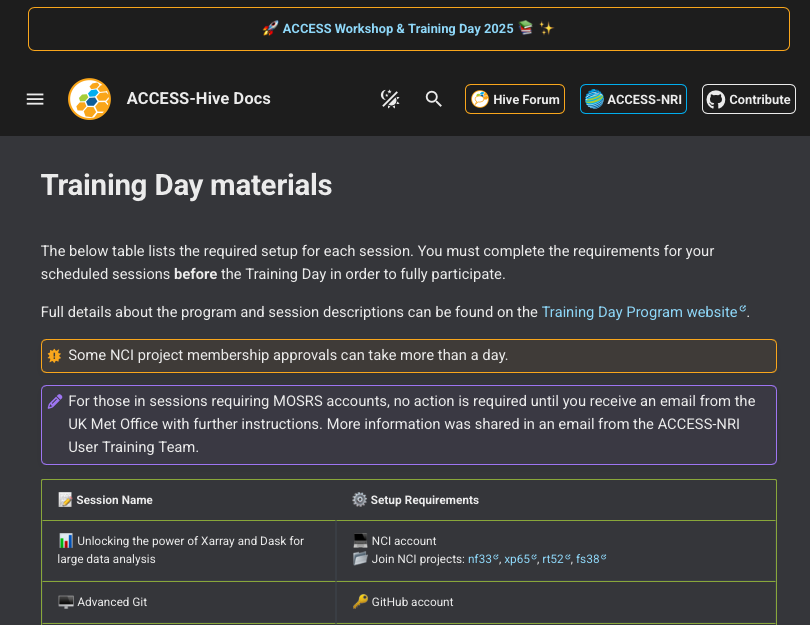 🚀 ACCESS Workshop & Training Day 2025 📚 ✨
ACCESS-Hive Docs
Hive Forum
ACCESS-NRI
Contribute
Training Day materials
The below table lists the required setup for each session. You must complete the requirements for your
scheduled sessions before the Training Day in order to fully participate.
Full details about the program and session descriptions can be found on the Training Day Program website.
Some NCI project membership approvals can take more than a day.
For those in sessions requiring MOSRS accounts, no action is required until you receive an email from the
UK Met Office with further instructions. More information was shared in an email from the ACCESS-NRI
User Training Team.
📝 Session Name
⚙️ Setup Requirements
📊 Unlocking the power of Xarray and Dask for
large data analysis
💻 NCI account
📁 Join NCI projects: nf33, xp65, rt52, fs38
🖥️ Advanced Git
🔑 GitHub account